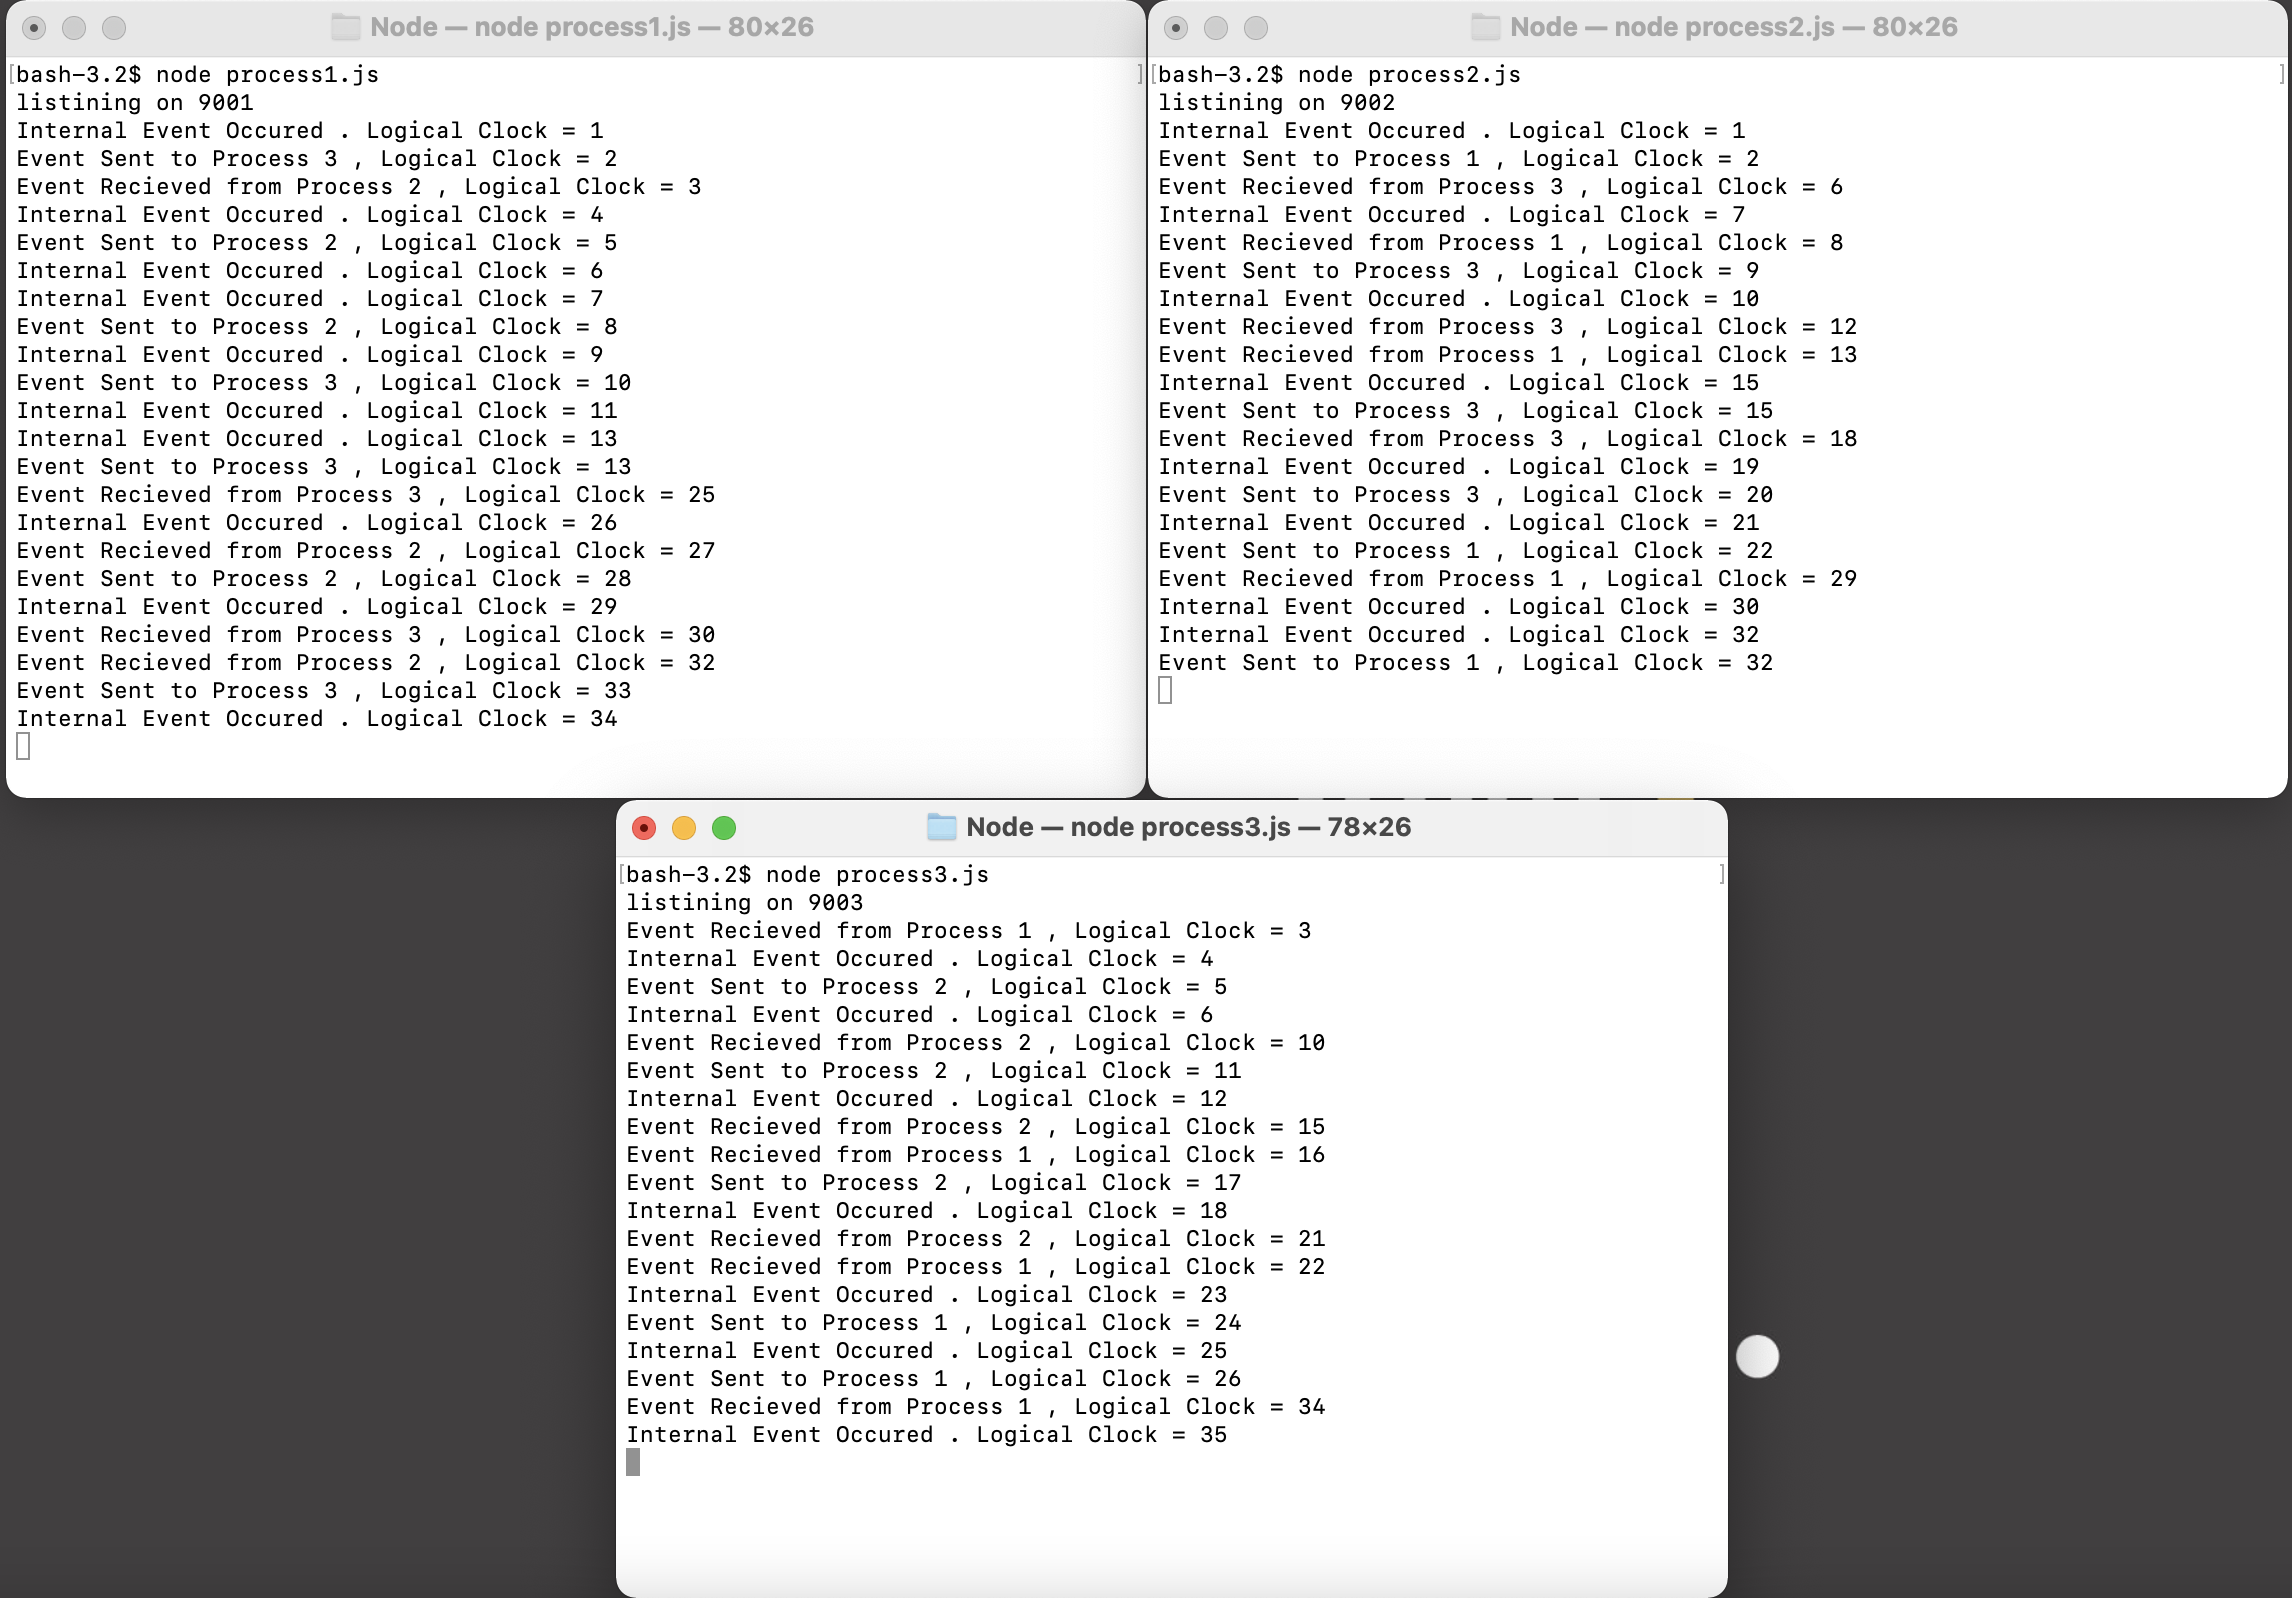 Node — node process1.js — 80×26
bash-3.2$ node process1.js
listining on 9001
Internal Event Occured . Logical Clock = 1
Event Sent to Process 3 , Logical Clock = 2
Event Recieved from Process 2 , Logical Clock = 3
Internal Event Occured . Logical Clock = 4
Event Sent to Process 2 , Logical Clock = 5
Internal Event Occured . Logical Clock = 6
Internal Event Occured . Logical Clock = 7
Event Sent to Process 2 , Logical Clock = 8
Internal Event Occured . Logical Clock = 9
Event Sent to Process 3 , Logical Clock = 10
Internal Event Occured . Logical Clock = 11
Internal Event Occured . Logical Clock = 13
Event Sent to Process 3 , Logical Clock = 13
Event Recieved from Process 3 , Logical Clock = 25
Internal Event Occured . Logical Clock = 26
Event Recieved from Process 2 , Logical Clock = 27
Event Sent to Process 2 , Logical Clock = 28
Internal Event Occured . Logical Clock = 29
Event Recieved from Process 3 , Logical Clock = 30
Event Recieved from Process 2 , Logical Clock = 32
Event Sent to Process 3 , Logical Clock = 33
Internal Event Occured . Logical Clock = 34
Node — node process2.js — 80×26
bash-3.2$ node process2.js
listining on 9002
Internal Event Occured . Logical Clock = 1
Event Sent to Process 1 , Logical Clock = 2
Event Recieved from Process 3 , Logical Clock = 6
Internal Event Occured . Logical Clock = 7
Event Recieved from Process 1 , Logical Clock = 8
Event Sent to Process 3 , Logical Clock = 9
Internal Event Occured . Logical Clock = 10
Event Recieved from Process 3 , Logical Clock = 12
Event Recieved from Process 1 , Logical Clock = 13
Internal Event Occured . Logical Clock = 15
Event Sent to Process 3 , Logical Clock = 15
Event Recieved from Process 3 , Logical Clock = 18
Internal Event Occured . Logical Clock = 19
Event Sent to Process 3 , Logical Clock = 20
Internal Event Occured . Logical Clock = 21
Event Sent to Process 1 , Logical Clock = 22
Event Recieved from Process 1 , Logical Clock = 29
Internal Event Occured . Logical Clock = 30
Internal Event Occured . Logical Clock = 32
Event Sent to Process 1 , Logical Clock = 32
Node — node process3.js — 78×26
bash-3.2$ node process3.js
listining on 9003
Event Recieved from Process 1 , Logical Clock = 3
Internal Event Occured . Logical Clock = 4
Event Sent to Process 2 , Logical Clock = 5
Internal Event Occured . Logical Clock = 6
Event Recieved from Process 2 , Logical Clock = 10
Event Sent to Process 2 , Logical Clock = 11
Internal Event Occured . Logical Clock = 12
Event Recieved from Process 2 , Logical Clock = 15
Event Recieved from Process 1 , Logical Clock = 16
Event Sent to Process 2 , Logical Clock = 17
Internal Event Occured . Logical Clock = 18
Event Recieved from Process 2 , Logical Clock = 21
Event Recieved from Process 1 , Logical Clock = 22
Internal Event Occured . Logical Clock = 23
Event Sent to Process 1 , Logical Clock = 24
Internal Event Occured . Logical Clock = 25
Event Sent to Process 1 , Logical Clock = 26
Event Recieved from Process 1 , Logical Clock = 34
Internal Event Occured . Logical Clock = 35